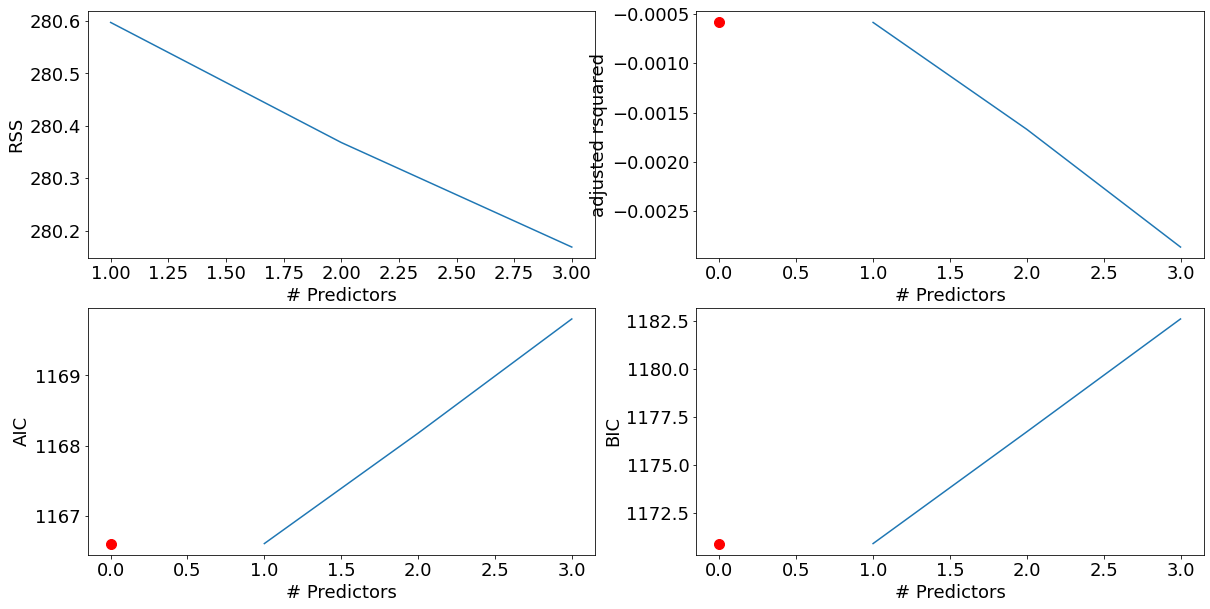 280.6
280.5
280.4
280.3
280.2
RSS
1.00 1.25 1.50 1.75 2.00 2.25 2.50 2.75 3.00
# Predictors
−0.0005
−0.0010
−0.0015
−0.0020
−0.0025
adjusted rsquared
0.0 0.5 1.0 1.5 2.0 2.5 3.0
# Predictors
1169
1168
1167
AIC
0.0 0.5 1.0 1.5 2.0 2.5 3.0
# Predictors
1182.5
1180.0
1177.5
1175.0
1172.5
BIC
0.0 0.5 1.0 1.5 2.0 2.5 3.0
# Predictors